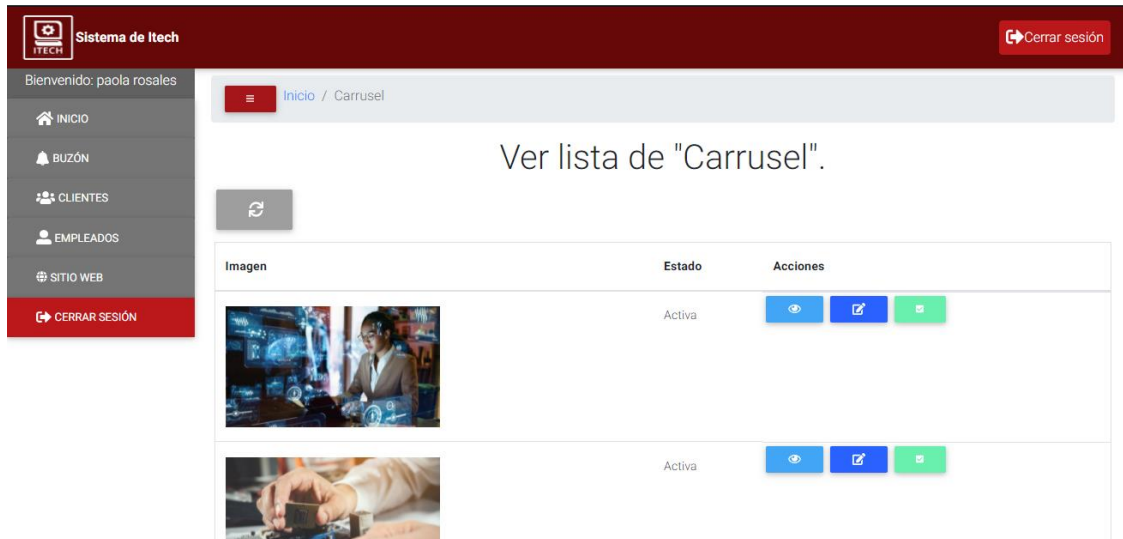 ITECH
Sistema de Itech
Cerrar sesión
Bienvenido: paola rosales
INICIO
BUZÓN
CLIENTES
EMPLEADOS
SITIO WEB
CERRAR SESIÓN
Inicio / Carrusel
Ver lista de "Carrusel".
Imagen Estado Acciones
Activa
Activa